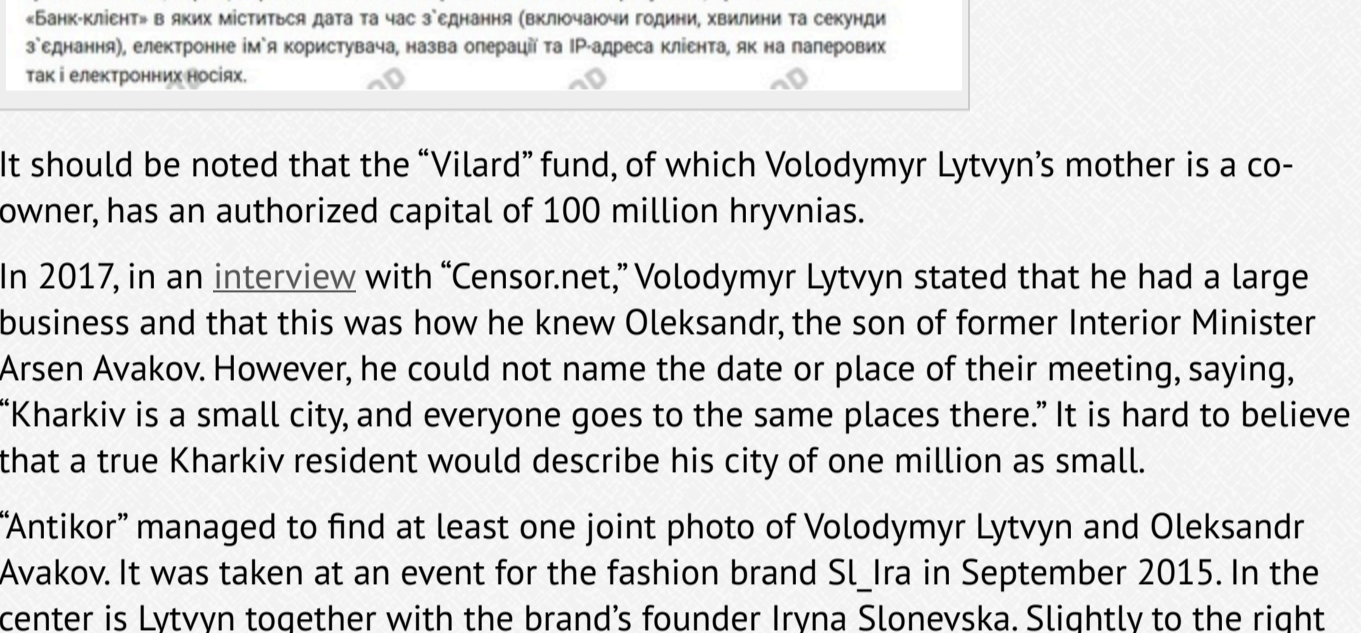 «Банк-клієнт» в яких міститься дата та час з`єднання (включаючи години, хвилини та секунди
з`єднання), електронне ім`я користувача, назва операції та IP-адреса клієнта, як на паперових
так і електронних носіях.
It should be noted that the “Vilard” fund, of which Volodymyr Lytvyn’s mother is a co-
owner, has an authorized capital of 100 million hryvnias.
In 2017, in an interview with “Censor.net,” Volodymyr Lytvyn stated that he had a large
business and that this was how he knew Oleksandr, the son of former Interior Minister
Arsen Avakov. However, he could not name the date or place of their meeting, saying,
“Kharkiv is a small city, and everyone goes to the same places there.” It is hard to believe
that a true Kharkiv resident would describe his city of one million as small.
“Antikor” managed to find at least one joint photo of Volodymyr Lytvyn and Oleksandr
Avakov. It was taken at an event for the fashion brand Sl_Ira in September 2015. In the
center is Lytvyn together with the brand’s founder Iryna Slonevska. Slightly to the right